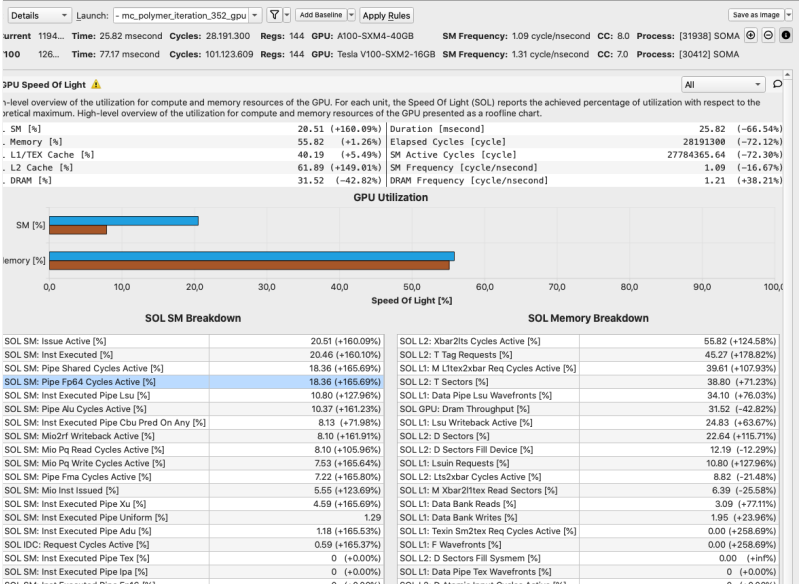 Details Launch: - mc_polymer_iteration_352_gpu Add Baseline Apply Rules Save as Image
urrent 1194... Time: 25.82 msecond Cycles: 28.191.300 Regs: 144 GPU: A100-SXM4-40GB SM Frequency: 1.09 cycle/nsecond CC: 8.0 Process: [31938] SOMA
'100 126... Time: 77.17 msecond Cycles: 101.123.609 Regs: 144 GPU: Tesla V100-SXM2-16GB SM Frequency: 1.31 cycle/nsecond CC: 7.0 Process: [30412] SOMA
GPU Speed Of Light All
h-level overview of the utilization for compute and memory resources of the GPU. For each unit, the Speed Of Light (SOL) reports the achieved percentage of utilization with respect to the
oretical maximum. High-level overview of the utilization for compute and memory resources of the GPU presented as a roofline chart.
. SM [%] 20.51 (+160.09%) Duration [msecond] 25.82 (-66.54%)
. Memory [%] 55.82 (+1.26%) Elapsed Cycles [cycle] 28191300 (-72.12%)
. L1/TEX Cache [%] 40.19 (+5.49%) SM Active Cycles [cycle] 27784365.64 (-72.30%)
. L2 Cache [%] 61.89 (+149.01%) SM Frequency [cycle/nsecond] 1.09 (-16.67%)
. DRAM [%] 31.52 (-42.82%) DRAM Frequency [cycle/nsecond] 1.21 (+38.21%)
GPU Utilization
SM [%]
emory [%]
0,0 10,0 20,0 30,0 40,0 50,0 60,0 70,0 80,0 90,0 100,0
Speed Of Light [%]
SOL SM Breakdown SOL Memory Breakdown
SOL SM: Issue Active [%] 20.51 (+160.09%) SOL L2: Xbar2lts Cycles Active [%] 55.82 (+124.58%)
SOL SM: Inst Executed [%] 20.46 (+160.10%) SOL L2: T Tag Requests [%] 45.27 (+178.82%)
SOL SM: Pipe Shared Cycles Active [%] 18.36 (+165.69%) SOL L1: M L1tex2xbar Req Cycles Active [%] 39.61 (+107.93%)
SOL SM: Pipe Fp64 Cycles Active [%] 18.36 (+165.69%) SOL L2: T Sectors [%] 38.80 (+71.23%)
SOL SM: Inst Executed Pipe Lsu [%] 10.80 (+127.96%) SOL L1: Data Pipe Lsu Wavefronts [%] 34.10 (+76.03%)
SOL SM: Pipe Alu Cycles Active [%] 10.37 (+161.23%) SOL GPU: Dram Throughput [%] 31.52 (-42.82%)
SOL SM: Inst Executed Pipe Cbu Pred On Any [%] 8.13 (+71.98%) SOL L1: Lsu Writeback Active [%] 24.83 (+63.67%)
SOL SM: Mio2rf Writeback Active [%] 8.10 (+161.91%) SOL L2: D Sectors [%] 22.64 (+115.71%)
SOL SM: Mio Pq Read Cycles Active [%] 8.10 (+105.96%) SOL L2: D Sectors Fill Device [%] 12.19 (-12.29%)
SOL SM: Mio Pq Write Cycles Active [%] 7.53 (+165.64%) SOL L1: Lsuin Requests [%] 10.80 (+127.96%)
SOL SM: Pipe Fma Cycles Active [%] 7.22 (+165.80%) SOL L2: Lts2xbar Cycles Active [%] 8.82 (-21.48%)
SOL SM: Mio Inst Issued [%] 5.55 (+123.69%) SOL L1: M Xbar2l1tex Read Sectors [%] 6.39 (-25.58%)
SOL SM: Inst Executed Pipe Xu [%] 4.59 (+165.69%) SOL L1: Data Bank Reads [%] 3.09 (+77.11%)
SOL SM: Inst Executed Pipe Uniform [%] 1.29 SOL L1: Data Bank Writes [%] 1.95 (+23.96%)
SOL SM: Inst Executed Pipe Adu [%] 1.18 (+165.53%) SOL L1: Texin Sm2tex Req Cycles Active [%] 0.00 (+258.69%)
SOL IDC: Request Cycles Active [%] 0.59 (+165.37%) SOL L1: F Wavefronts [%] 0.00 (+258.69%)
SOL SM: Inst Executed Pipe Tex [%] 0 (+0.00%) SOL L2: D Sectors Fill Sysmem [%] 0.00 (+inf%)
SOL SM: Inst Executed Pipe Ipa [%] 0 (+0.00%) SOL L1: Data Pipe Tex Wavefronts [%] 0 (+0.00%)